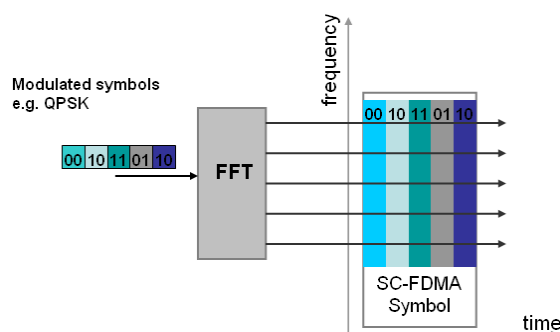 Modulated symbols
e.g. QPSK
00 10 11 01 10
FFT
frequency
00 10 11 01 10
SC-FDMA
Symbol
time